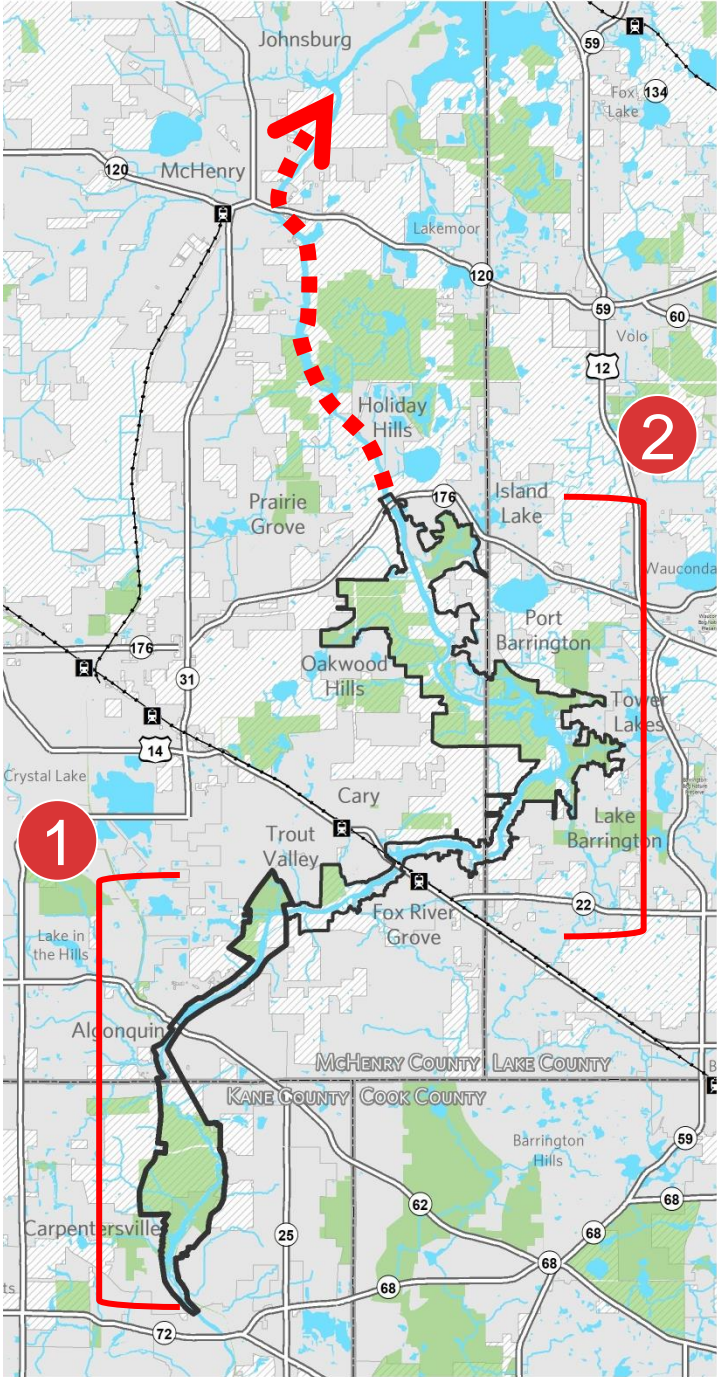 Johnsburg
59
Fox
Lake
134
120
McHenry
Lakemoor
120
59
60
Volo
12
Holiday
Hills
2
176
Island
Lake
Prairie
Grove
Wauconda
Port
Barrington
176
31
Oakwood
Hills
Tower
Lakes
14
Crystal Lake
Cary
Lake
Barrington
1
Trout
Valley
Fox River
Grove
22
Lake in
the Hills
Algonquin
McHENRY COUNTY
LAKE COUNTY
KANE COUNTY
COOK COUNTY
Barrington
Hills
59
68
62
Carpentersville
25
68
68
68
72